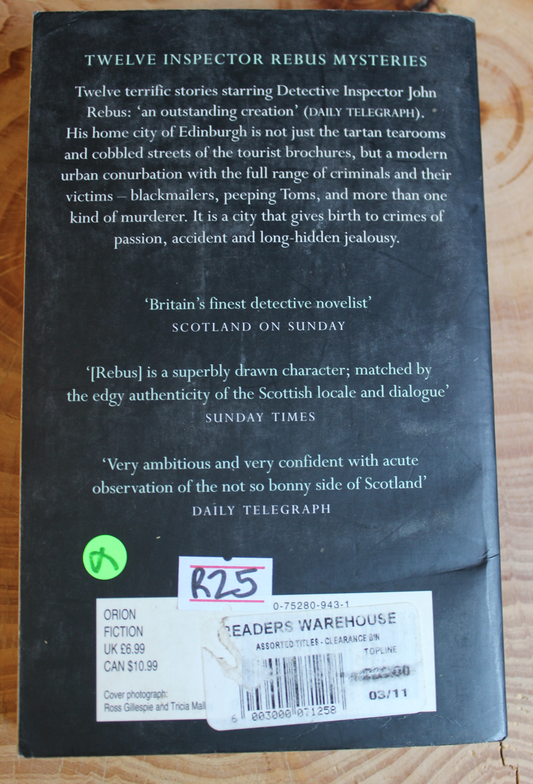 TWELVE INSPECTOR REBUS MYSTERIES
Twelve terrific stories starring Detective Inspector John
Rebus: ‘an outstanding creation’ (DAILY TELEGRAPH).
His home city of Edinburgh is not just the tartan tearooms
and cobbled streets of the tourist brochures, but a modern
urban conurbation with the full range of criminals and their
victims – blackmailers, peeping Toms, and more than one
kind of murderer. It is a city that gives birth to crimes of
passion, accident and long-hidden jealousy.
‘Britain’s finest detective novelist’
SCOTLAND ON SUNDAY
‘[Rebus] is a superbly drawn character; matched by
the edgy authenticity of the Scottish locale and dialogue’
SUNDAY TIMES
‘Very ambitious and very confident with acute
observation of the not so bonny side of Scotland’
DAILY TELEGRAPH
R25
0-75280-943-1
ORION
FICTION
UK £6.99
CAN $10.99
Cover photograph:
Ross Gillespie and Tricia
READERS WAREHOUSE
ASSORTED TITLES - CLEARANCE BIN
TOPLINE
03/11
6 003000 071258